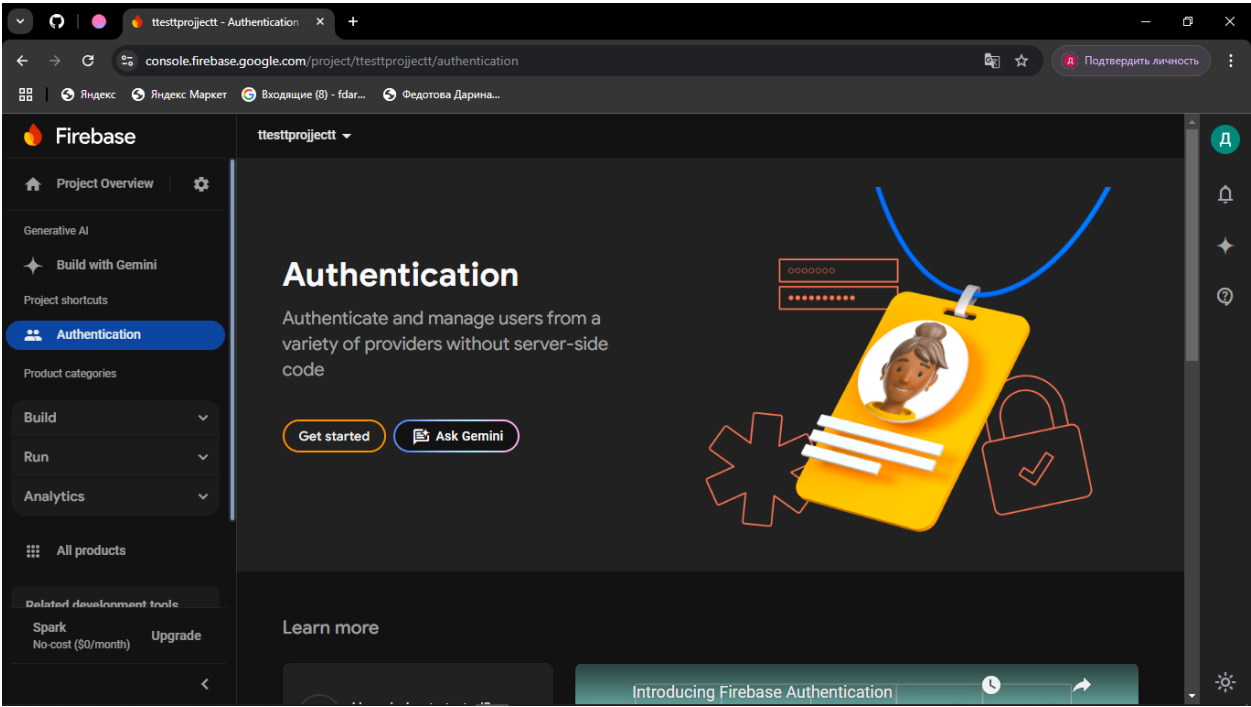 ttesttprojjectt - Authentication
console.firebase.google.com/project/ttesttprojjectt/authentication
Д Подтвердить личность
Яндекс
Яндекс Маркет
Входящие (8) - fdar...
Федотова Дарина...
Firebase
ttesttprojjectt
Д
Project Overview
Generative AI
Build with Gemini
Project shortcuts
Authentication
Product categories
Build
Run
Analytics
All products
Related development tools
Spark
No-cost ($0/month)
Upgrade
Authentication
Authenticate and manage users from a
variety of providers without server-side
code
Get started
Ask Gemini
Learn more
Introducing Firebase Authentication